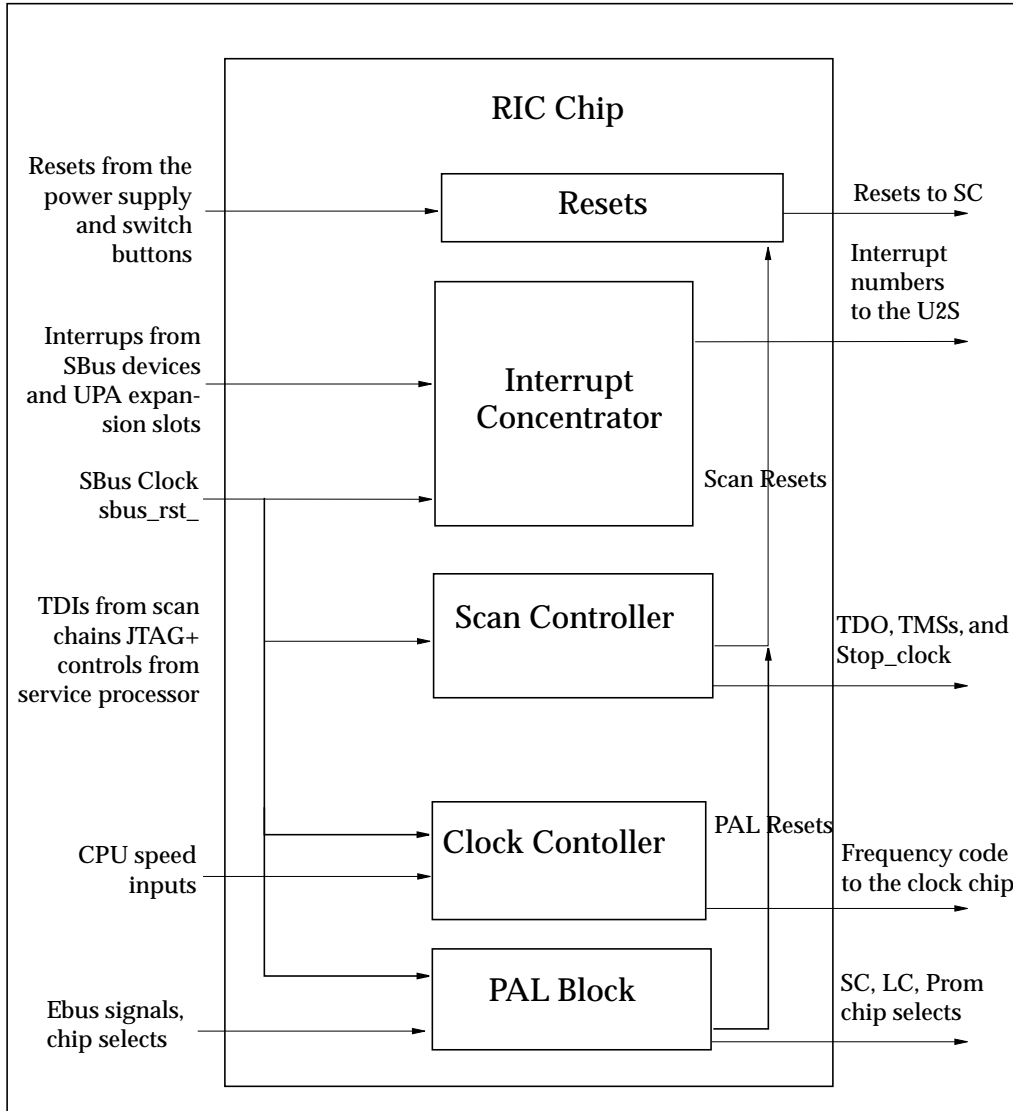 RIC Chip
Resets from the
power supply
and switch
buttons
Resets
Resets to SC
Interrupt
numbers
to the U2S
Interrups from
SBus devices
and UPA expan-
sion slots
Interrupt
Concentrator
SBus Clock
sbus_rst_
Scan Resets
TDIs from scan
chains JTAG+
controls from
service processor
Scan Controller
TDO, TMSs, and
Stop_clock
PAL Resets
Clock Contoller
CPU speed
inputs
Frequency code
to the clock chip
PAL Block
Ebus signals,
chip selects
SC, LC, Prom
chip selects